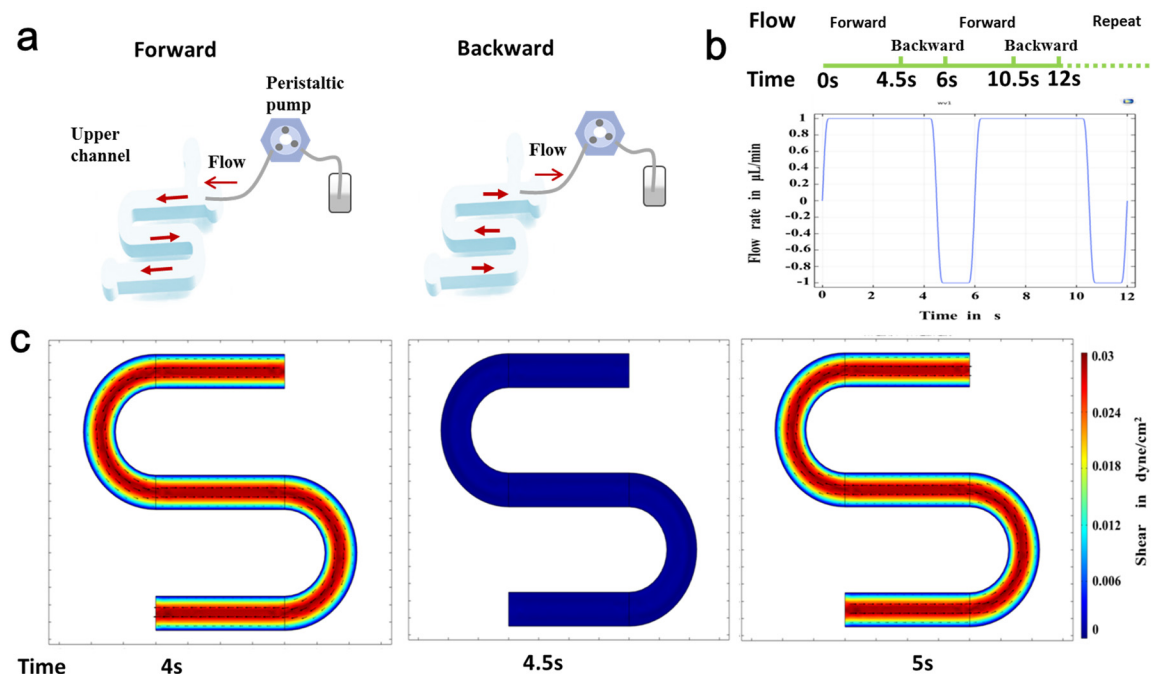 a
Forward
Backward
Peristaltic
pump
Upper
channel
Flow
Flow
b
Flow
Forward
Forward
Repeat
Backward
Backward
Time
0s
4.5s
6s
10.5s
12s
Flow rate in μL/min
1
0.8
0.6
0.4
0.2
0
-0.2
-0.4
-0.6
-0.8
-1
0 2 4 6 8 10 12
Time in s
c
0.03
0.024
0.018
0.012
0.006
0
Shear in dyne/cm²
Time
4s
4.5s
5s